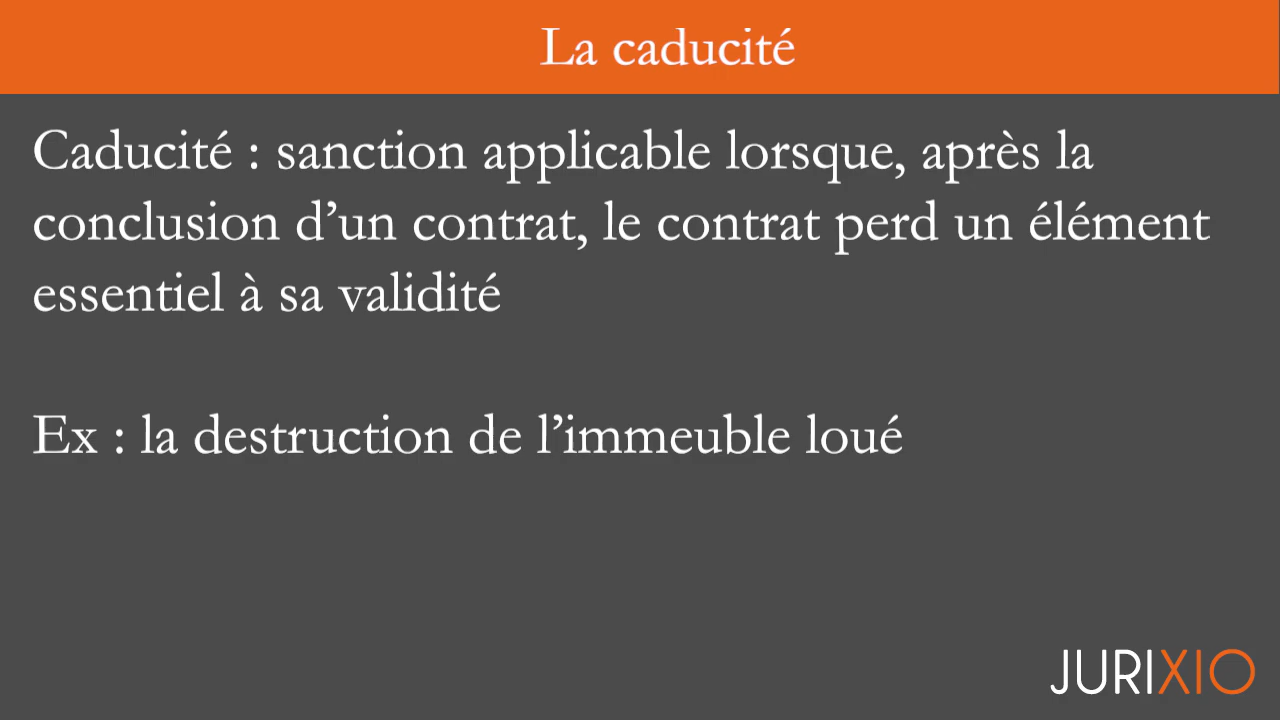 La caducité
Caducité : sanction applicable lorsque, après la
conclusion d’un contrat, le contrat perd un élément
essentiel à sa validité
Ex : la destruction de l’immeuble loué
JURIXIO